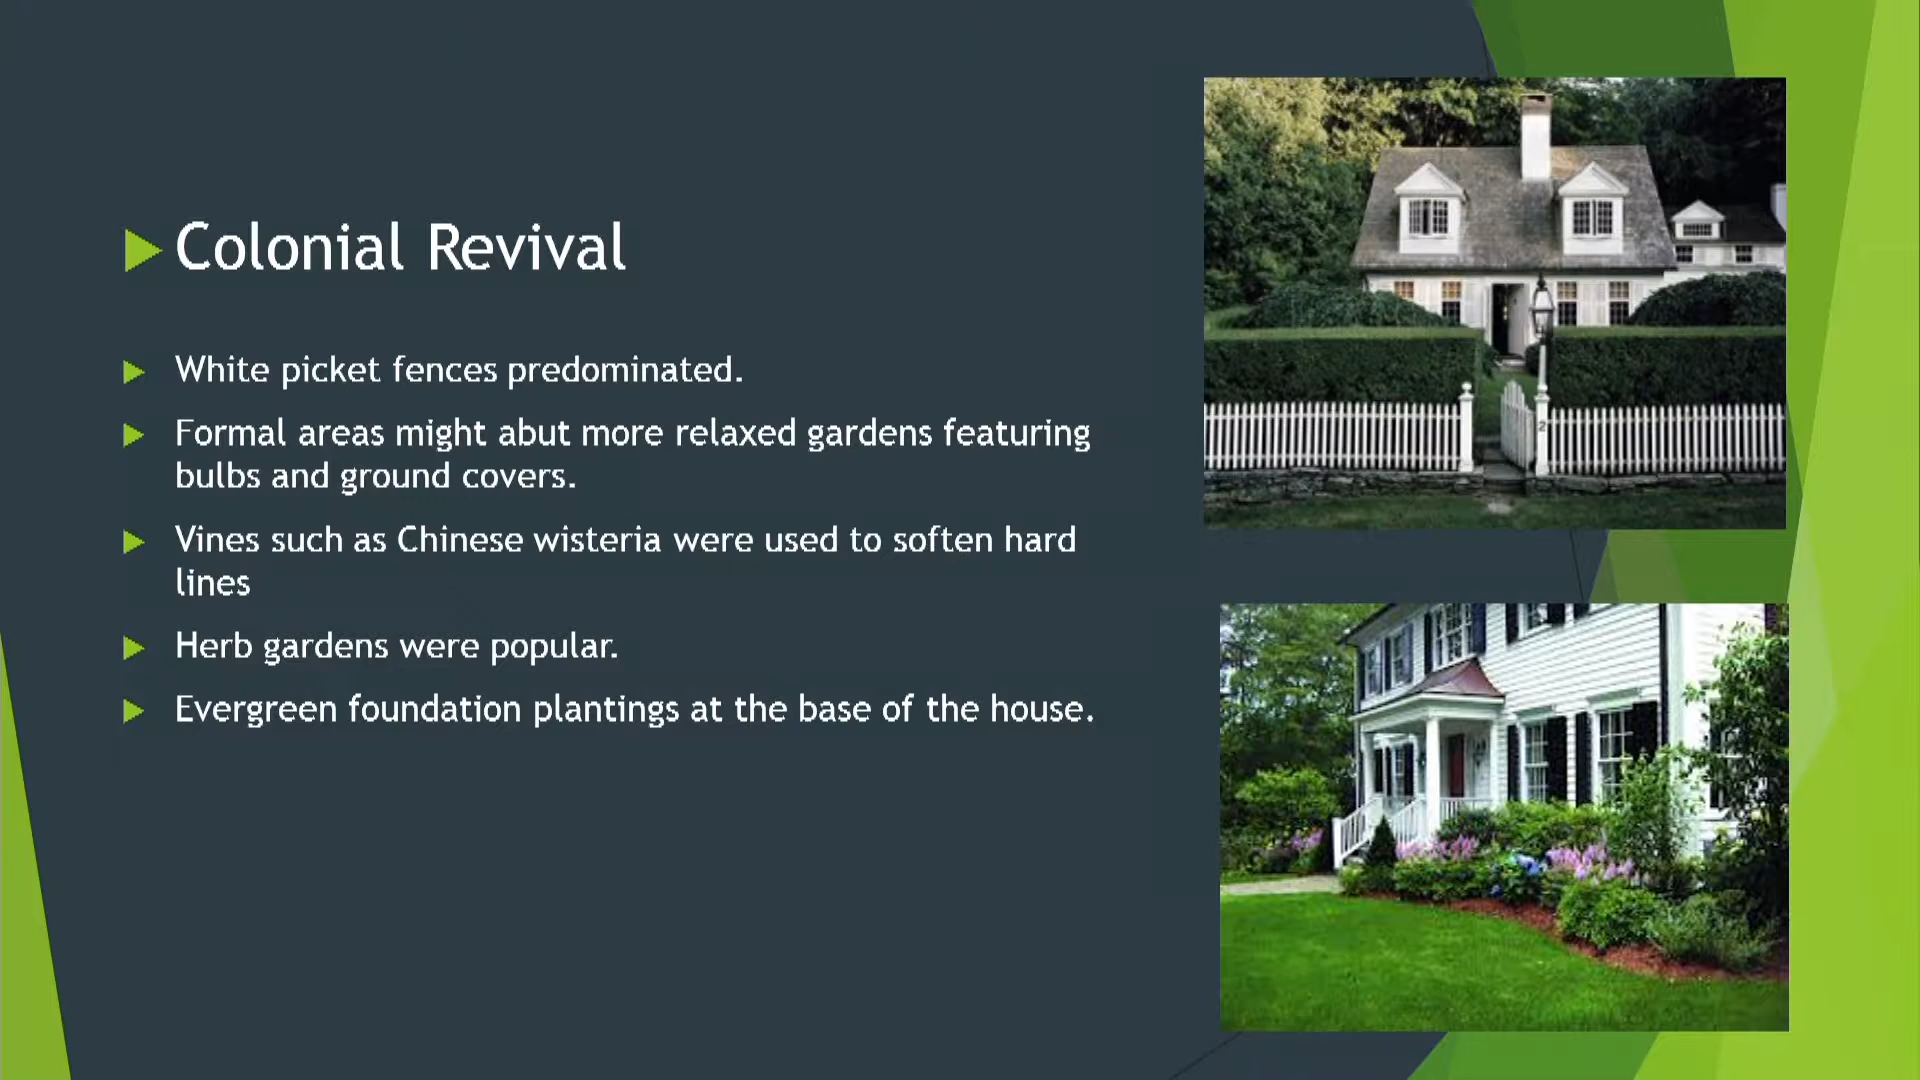 Colonial Revival
White picket fences predominated.
Formal areas might abut more relaxed gardens featuring
bulbs and ground covers.
Vines such as Chinese wisteria were used to soften hard
lines
Herb gardens were popular.
Evergreen foundation plantings at the base of the house.
2